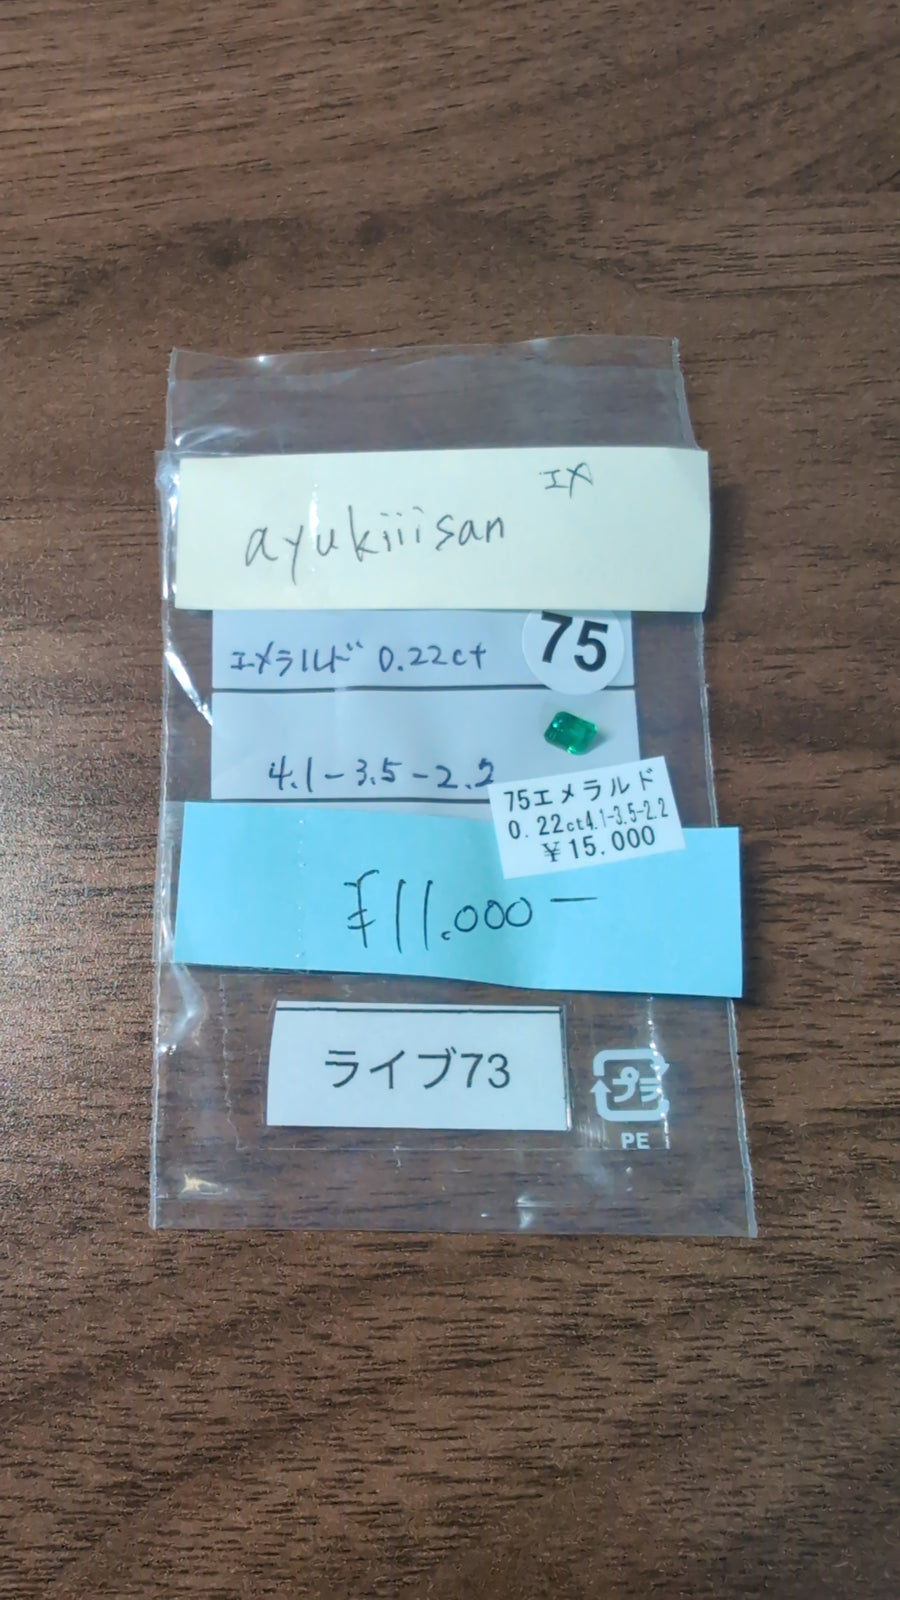 エメ
ayukiiisan
75
エメラルド 0.22ct
4.1-3.5-2.2
75エメラルド
0.22ct4.1-3.5-2.2
￥15.000
¥11.000-
ライブ73
プラ
PE